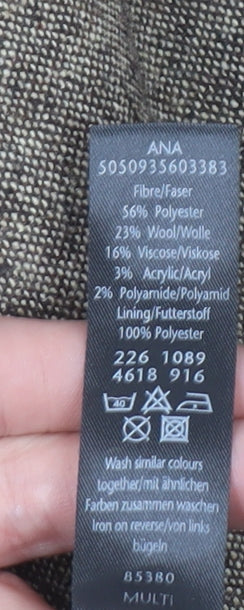 ANA
5050935603383
Fibre/Faser
56% Polyester
23% Wool/Wolle
16% Viscose/Viskose
3% Acrylic/Acryl
2% Polyamide/Polyamid
Lining/Futterstoff
100% Polyester
226 1089
4618 916
40
Wash similar colours
together/mit ähnlichen
Farben zusammen waschen
Iron on reverse/von links
bügeln
85380
MULTI